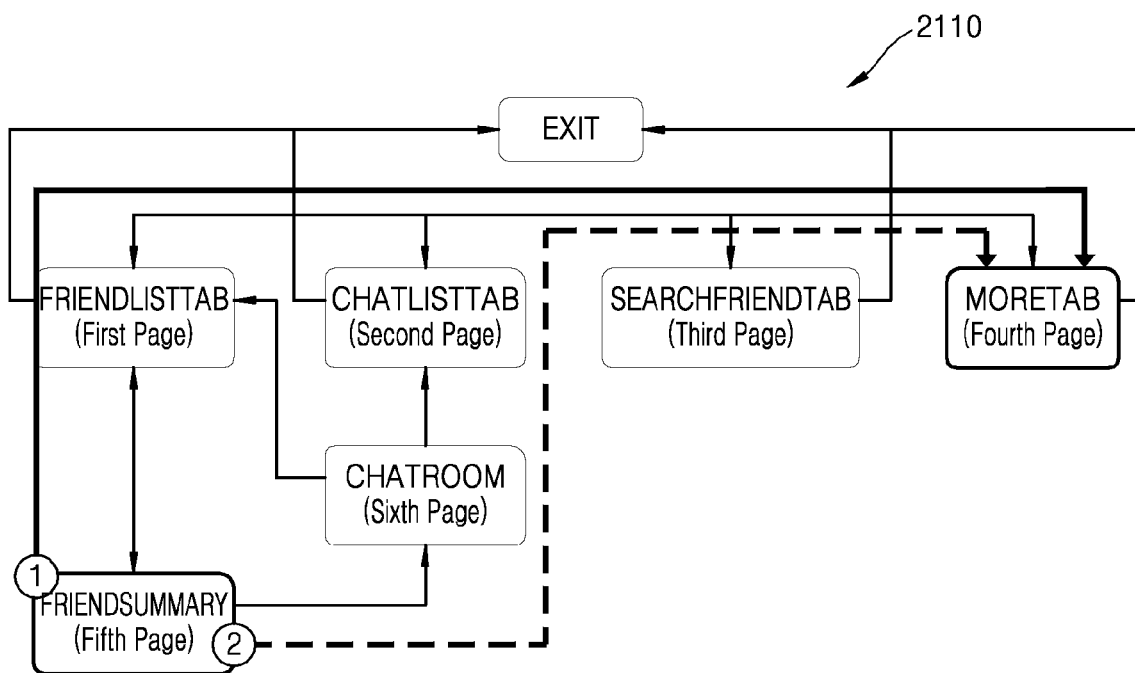 2110
EXIT
FRIENDLISTTAB
(First Page)
CHATLISTTAB
(Second Page)
SEARCHFRIENDTAB
(Third Page)
MORETAB
(Fourth Page)
CHATROOM
(Sixth Page)
1
FRIENDSUMMARY
(Fifth Page)
2